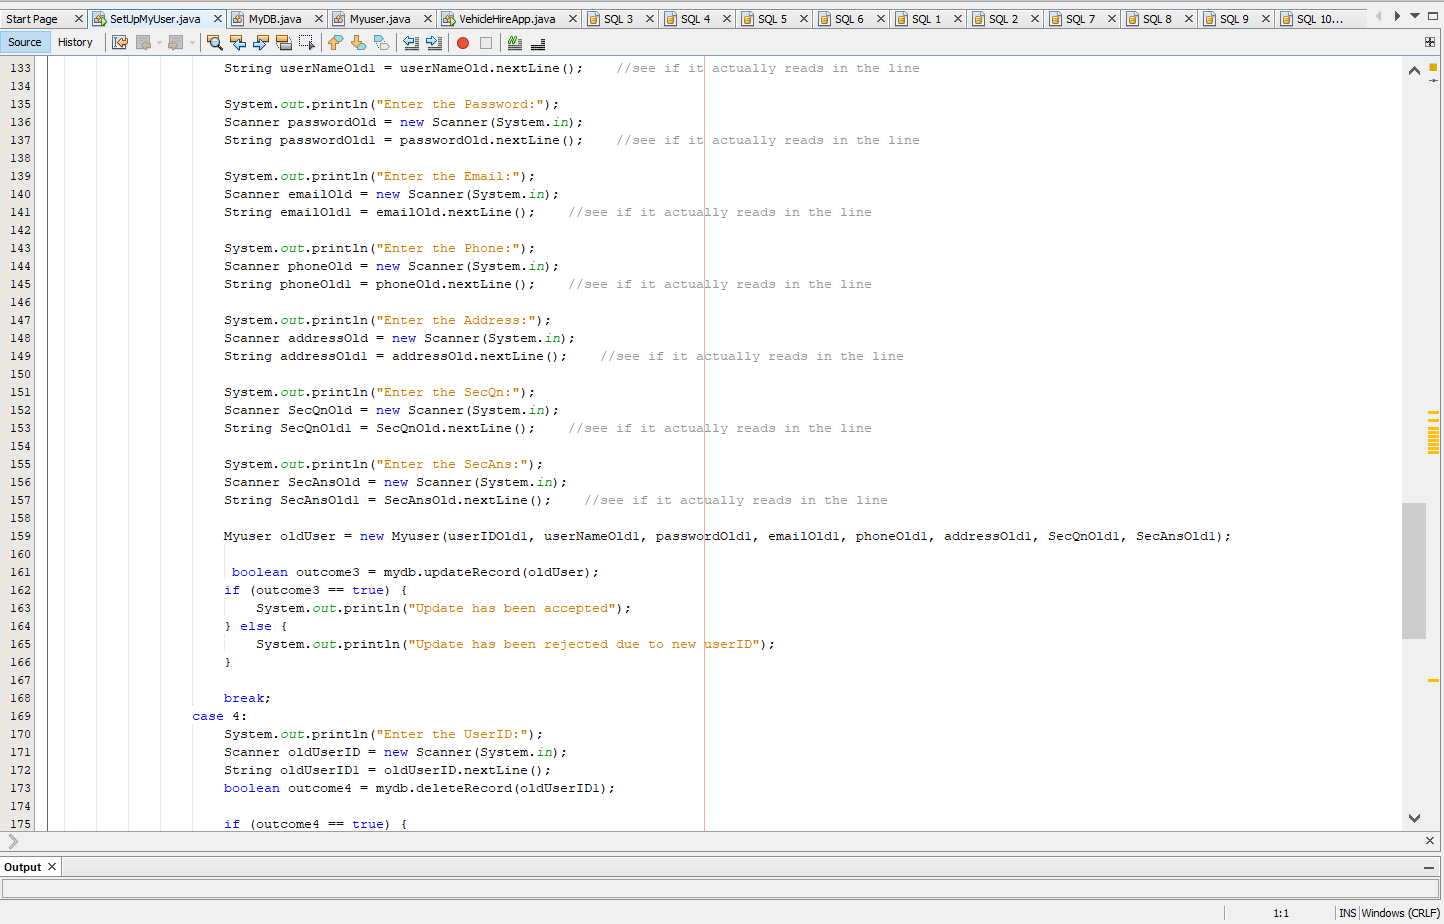 Start Page SetUpMyUser.java MyDB.java Myuser.java VehicleHireApp.java SQL 3 SQL 4 SQL 5 SQL 6 SQL 1 SQL 2 SQL 7 SQL 8 SQL 9 SQL 10...
Source History
133 String userNameOld1 = userNameOld.nextLine(); //see if it actually reads in the line
134
135 System.out.println("Enter the Password:");
136 Scanner passwordOld = new Scanner(System.in);
137 String passwordOld1 = passwordOld.nextLine(); //see if it actually reads in the line
138
139 System.out.println("Enter the Email:");
140 Scanner emailOld = new Scanner(System.in);
141 String emailOld1 = emailOld.nextLine(); //see if it actually reads in the line
142
143 System.out.println("Enter the Phone:");
144 Scanner phoneOld = new Scanner(System.in);
145 String phoneOld1 = phoneOld.nextLine(); //see if it actually reads in the line
146
147 System.out.println("Enter the Address:");
148 Scanner addressOld = new Scanner(System.in);
149 String addressOld1 = addressOld.nextLine(); //see if it actually reads in the line
150
151 System.out.println("Enter the SecQn:");
152 Scanner SecQnOld = new Scanner(System.in);
153 String SecQnOld1 = SecQnOld.nextLine(); //see if it actually reads in the line
154
155 System.out.println("Enter the SecAns:");
156 Scanner SecAnsOld = new Scanner(System.in);
157 String SecAnsOld1 = SecAnsOld.nextLine(); //see if it actually reads in the line
158
159 Myuser oldUser = new Myuser(userIDOld1, userNameOld1, passwordOld1, emailOld1, phoneOld1, addressOld1, SecQnOld1, SecAnsOld1);
160
161 boolean outcome3 = mydb.updateRecord(oldUser);
162 if (outcome3 == true) {
163 System.out.println("Update has been accepted");
164 } else {
165 System.out.println("Update has been rejected due to new userID");
166 }
167
168 break;
169 case 4:
170 System.out.println("Enter the UserID:");
171 Scanner oldUserID = new Scanner(System.in);
172 String oldUserID1 = oldUserID.nextLine();
173 boolean outcome4 = mydb.deleteRecord(oldUserID1);
174
175 if (outcome4 == true) {
Output
1:1 INS Windows (CRLF)